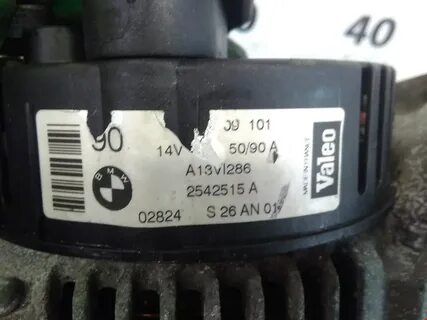 40
90
09 101
14V 50/90 A
A13VI286
2542515 A
02824 S 26 AN 01
BMW
MADE IN FRANCE
Valeo